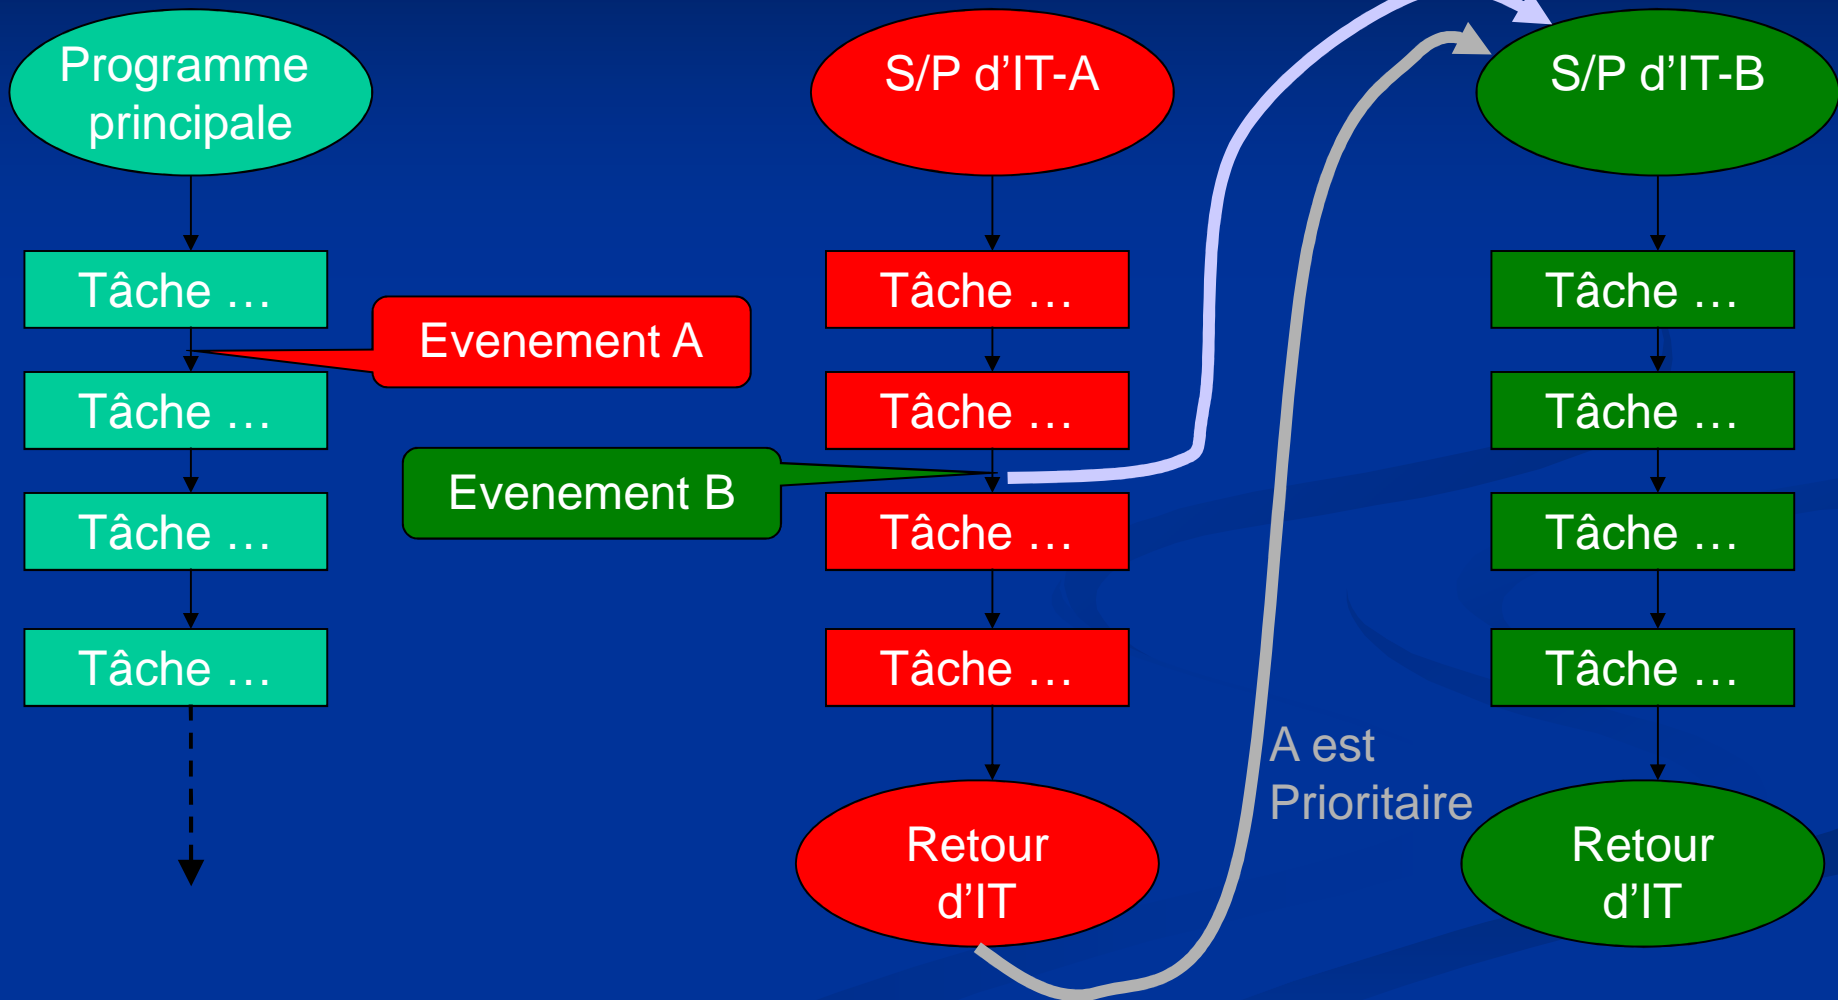 Programme
principale
Tâche …
Tâche …
Tâche …
Tâche …
Evenement A
Evenement B
S/P d’IT-A
Tâche …
Tâche …
Tâche …
Tâche …
Retour
d’IT
A est
Prioritaire
S/P d’IT-B
Tâche …
Tâche …
Tâche …
Tâche …
Retour
d’IT